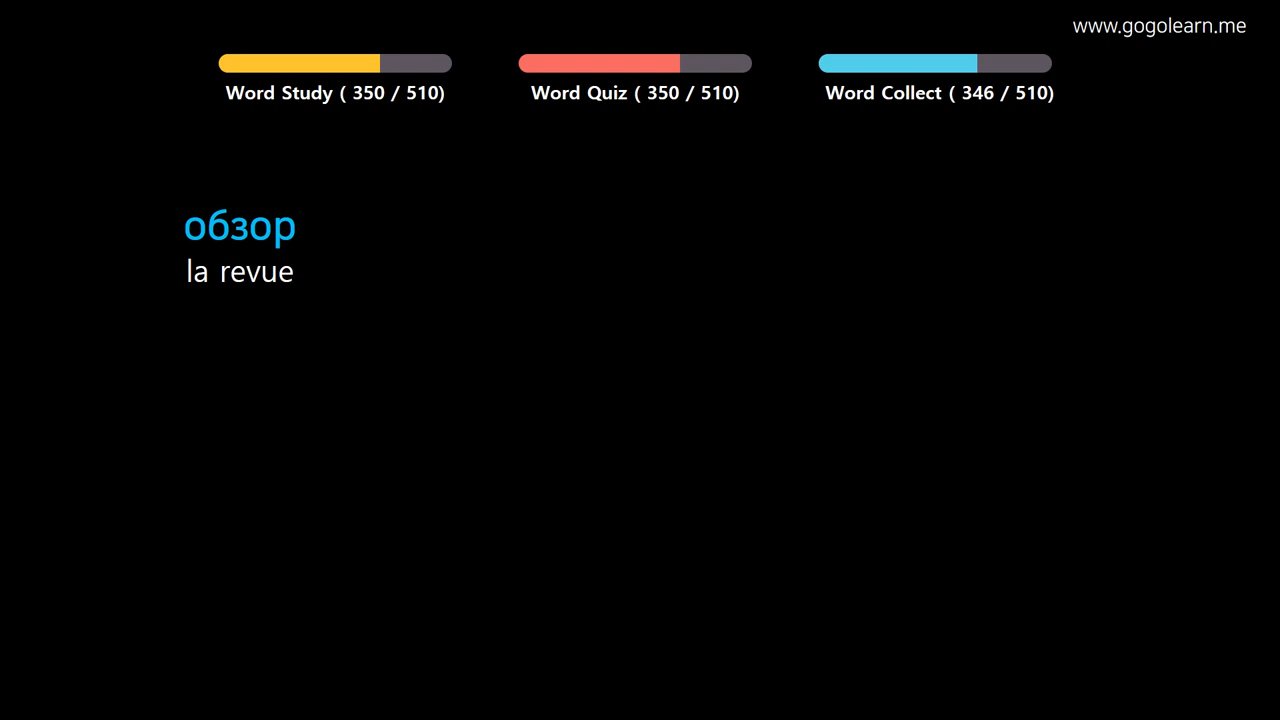 www.gogolearn.me
Word Study ( 350 / 510)
Word Quiz ( 350 / 510)
Word Collect ( 346 / 510)
обзор
la revue